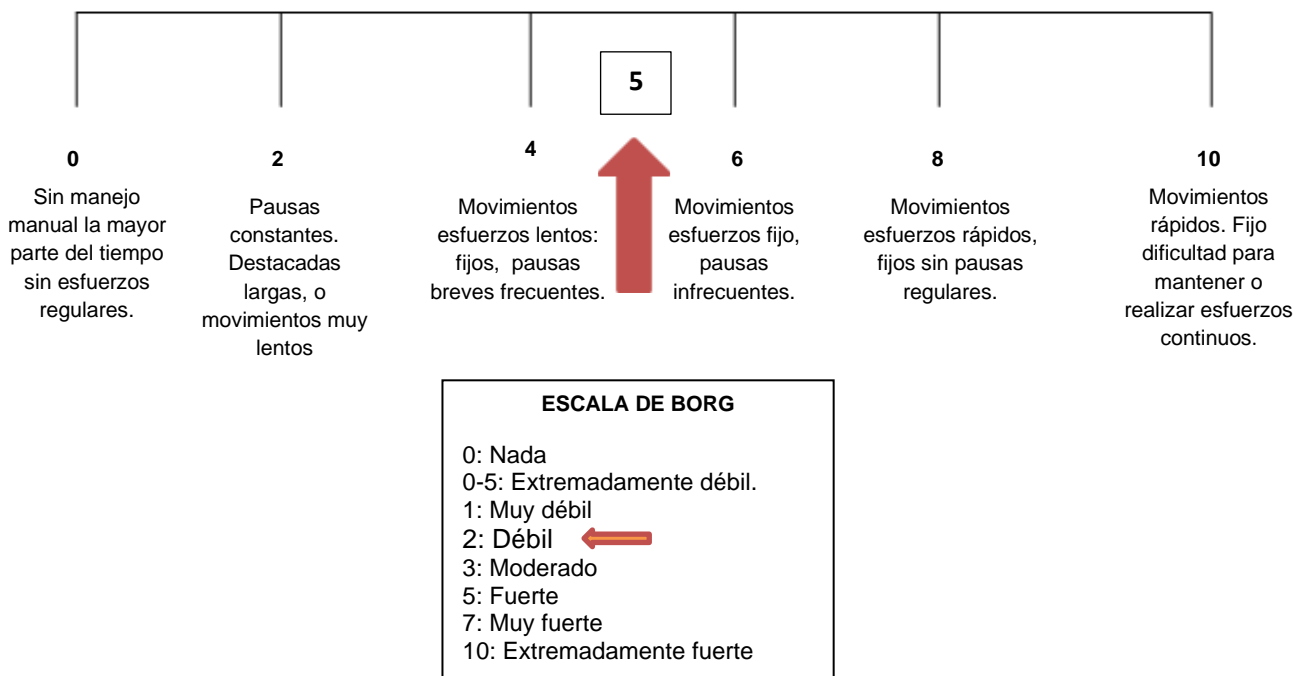 5
0
Sin manejo
manual la mayor
parte del tiempo
sin esfuerzos
regulares.
2
Pausas
constantes.
Destacadas
largas, o
movimientos muy
lentos
4
Movimientos
esfuerzos lentos:
fijos, pausas
breves frecuentes.
6
Movimientos
esfuerzos fijo,
pausas
infrecuentes.
8
Movimientos
esfuerzos rápidos,
fijos sin pausas
regulares.
10
Movimientos
rápidos. Fijo
dificultad para
mantener o
realizar esfuerzos
continuos.
ESCALA DE BORG
0: Nada
0-5: Extremadamente débil.
1: Muy débil
2: Débil
3: Moderado
5: Fuerte
7: Muy fuerte
10: Extremadamente fuerte